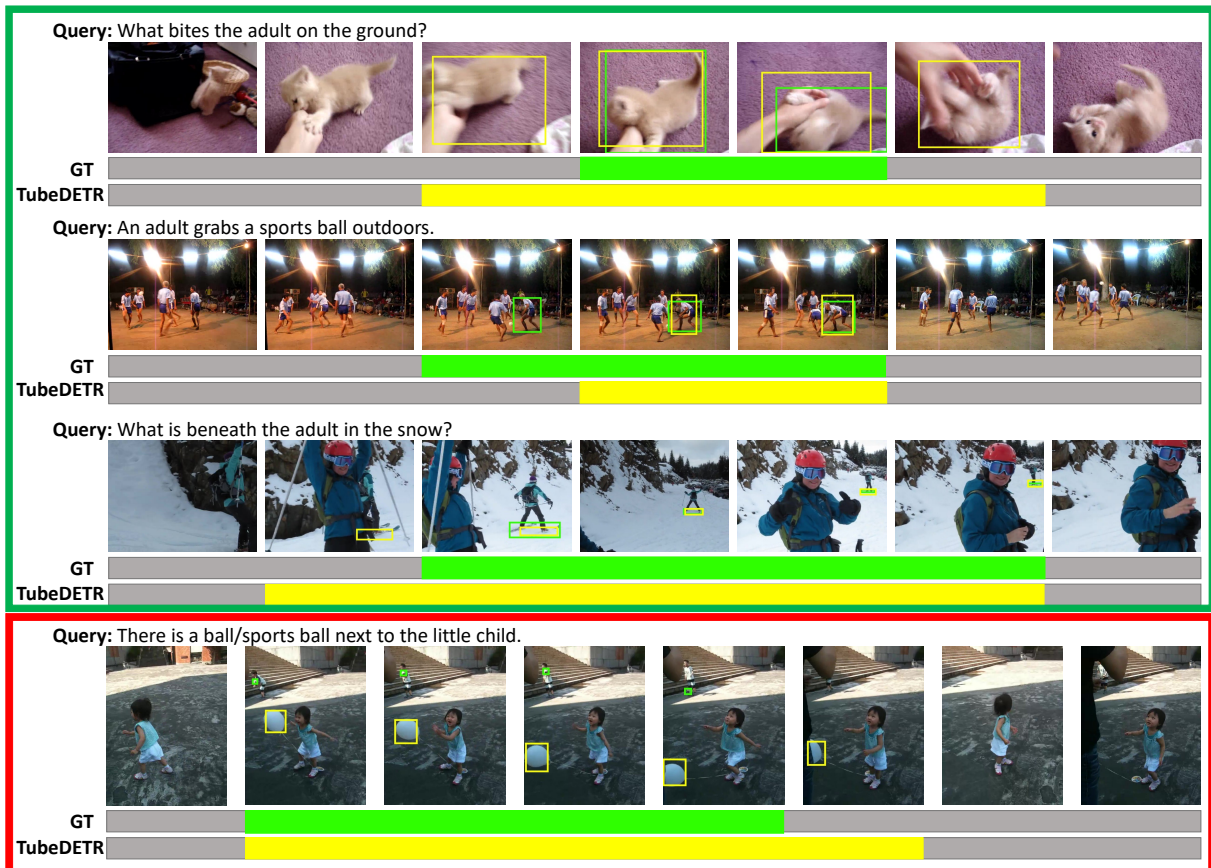 Query: What bites the adult on the ground?
GT
TubeDETR
Query: An adult grabs a sports ball outdoors.
GT
TubeDETR
Query: What is beneath the adult in the snow?
GT
TubeDETR
Query: There is a ball/sports ball next to the little child.
GT
TubeDETR